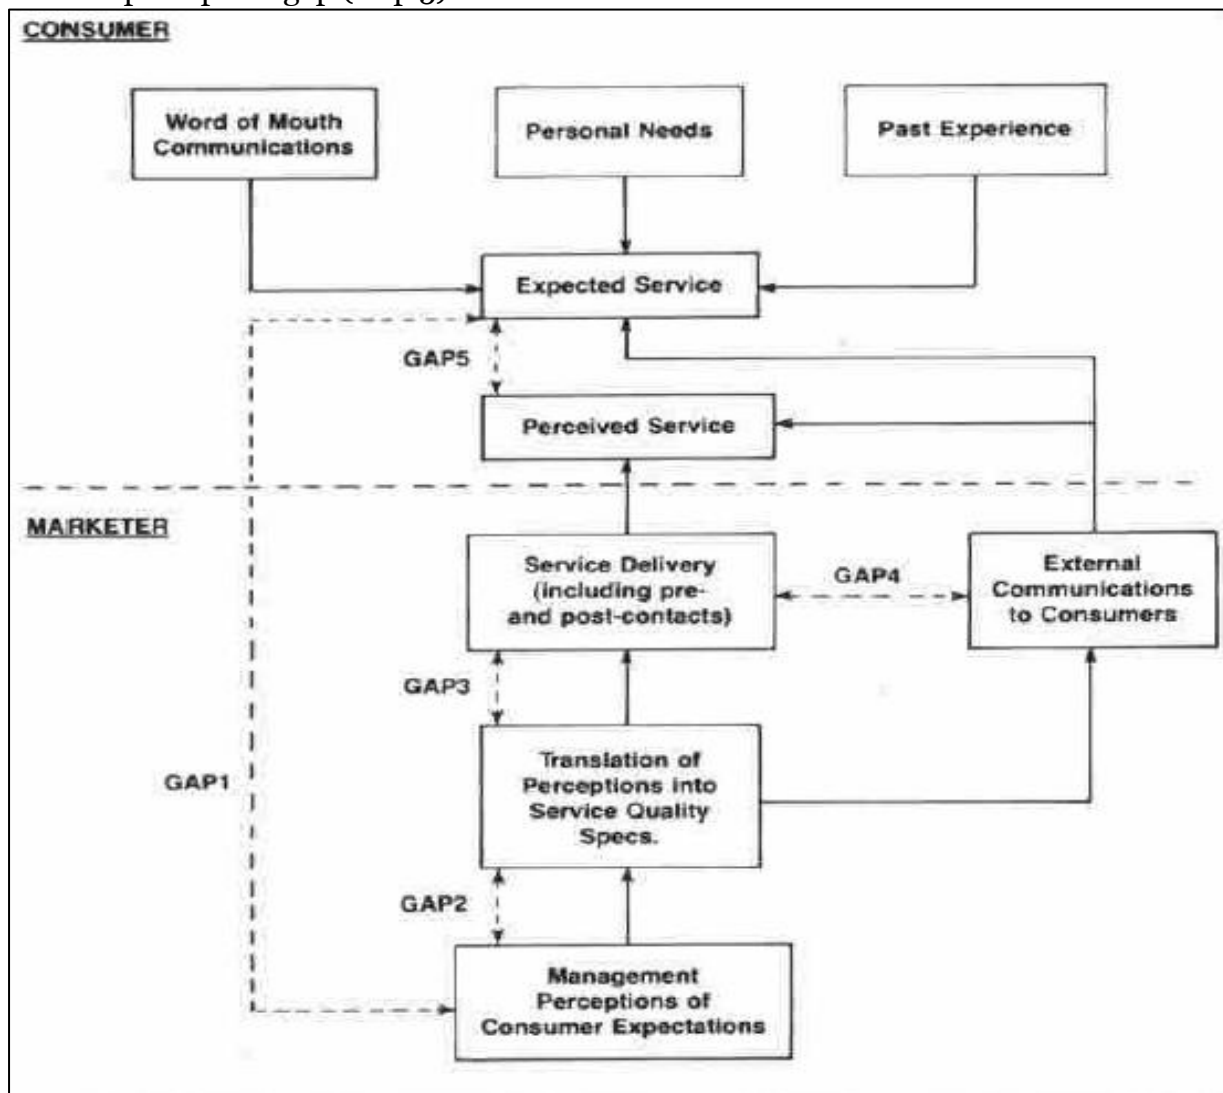 CONSUMER
Word of Mouth
Communications
Personal Needs
Past Experience
Expected Service
GAP5
Perceived Service
MARKETER
Service Delivery
(including pre-
and post-contacts)
GAP4
External
Communications
to Consumers
GAP3
Translation of
Perceptions into
Service Quality
Specs.
GAP1
GAP2
Management
Perceptions of
Consumer Expectations